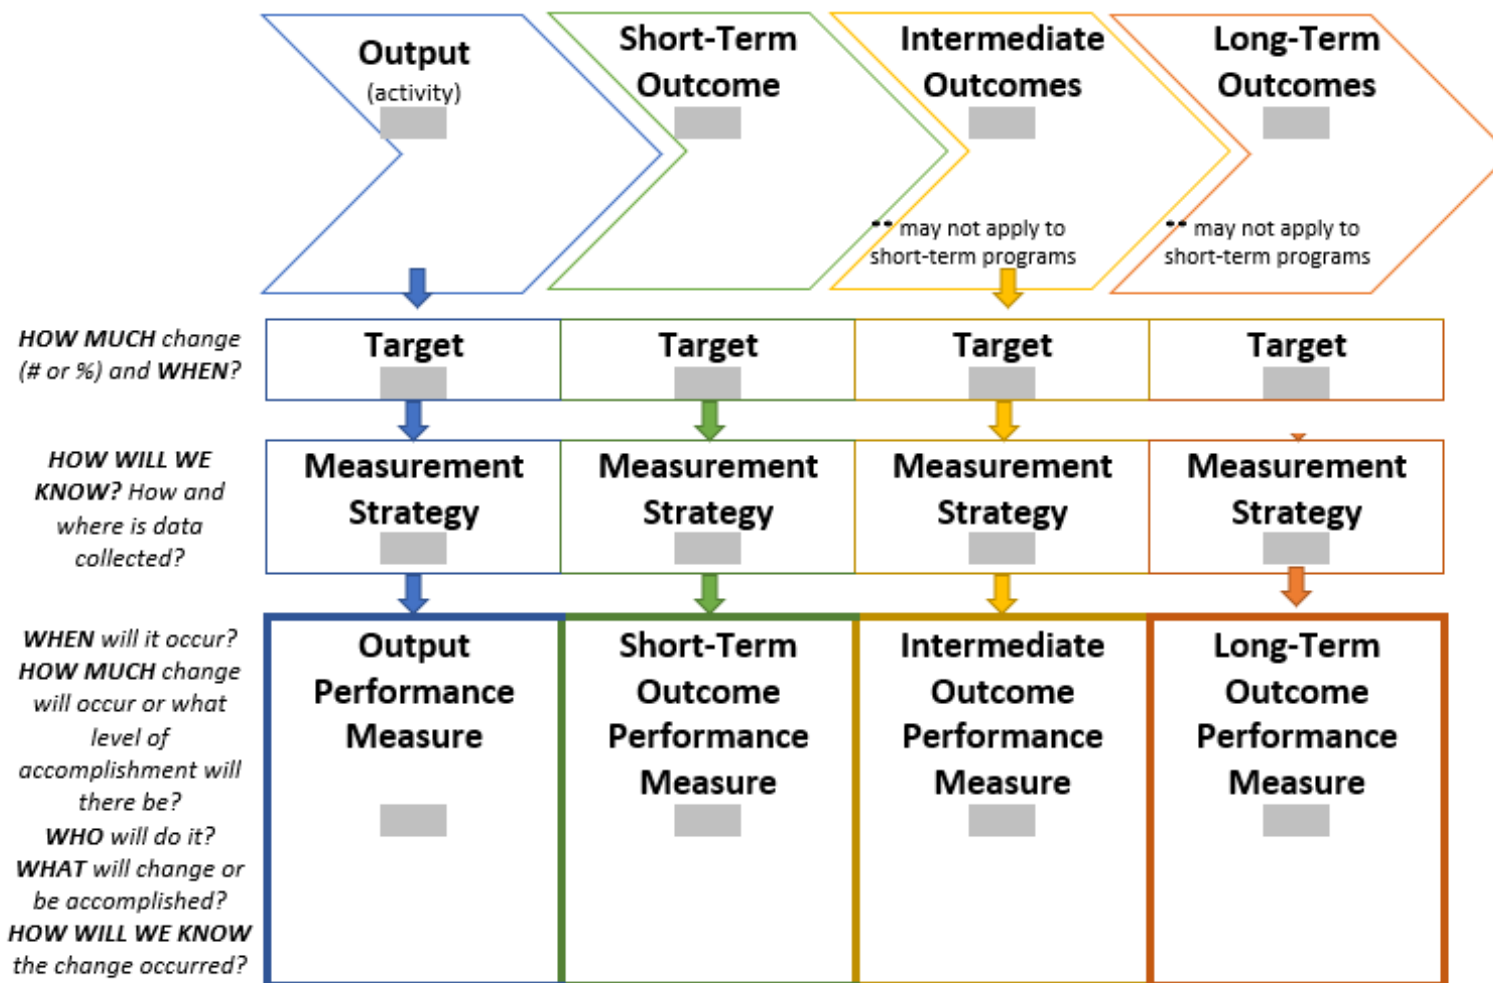 Output
(activity)
Short-Term
Outcome
Intermediate
Outcomes
-- may not apply to
short-term programs
Long-Term
Outcomes
-- may not apply to
short-term programs
HOW MUCH change
(# or %) and WHEN?
Target
Target
Target
Target
HOW WILL WE
KNOW? How and
where is data
collected?
Measurement
Strategy
Measurement
Strategy
Measurement
Strategy
Measurement
Strategy
WHEN will it occur?
HOW MUCH change
will occur or what
level of
accomplishment will
there be?
WHO will do it?
WHAT will change or
be accomplished?
HOW WILL WE KNOW
the change occurred?
Output
Performance
Measure
Short-Term
Outcome
Performance
Measure
Intermediate
Outcome
Performance
Measure
Long-Term
Outcome
Performance
Measure